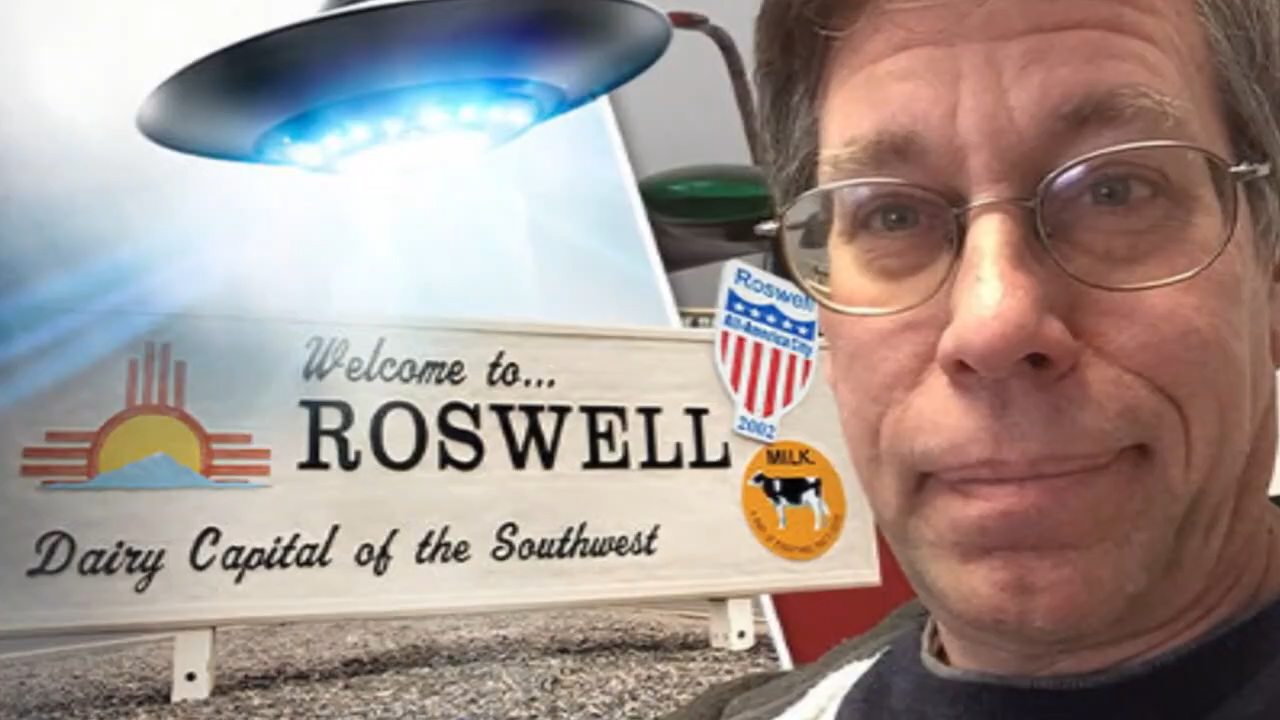 Welcome to...
ROSWELL
Dairy Capital of the Southwest
Roswell
All-America City
2002
MILK.